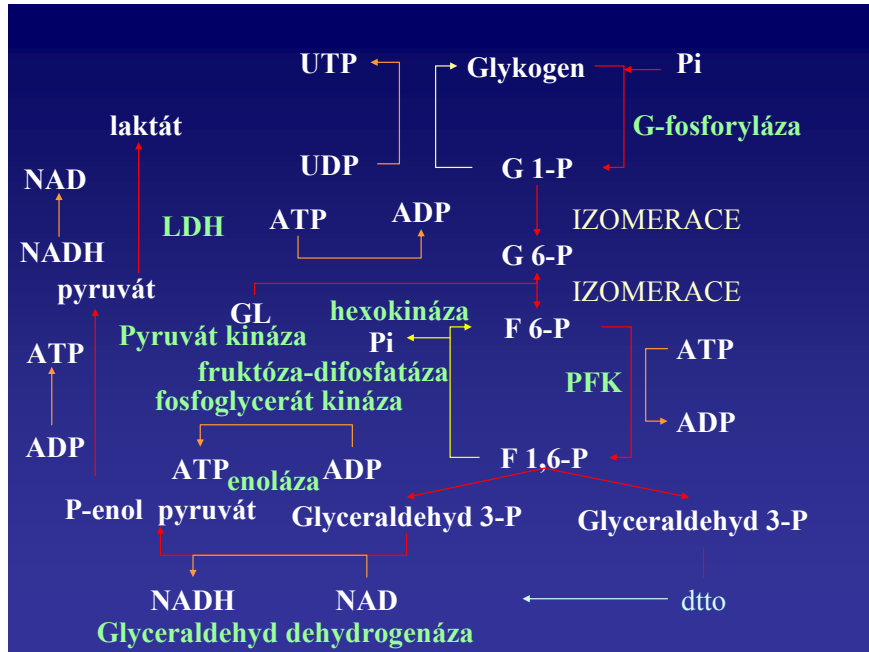 UTP Glykogen Pi
laktát G-fosforyláza
UDP G 1-P
NAD
LDH ATP ADP IZOMERACE
NADH G 6-P
pyruvát IZOMERACE
GL hexokináza
Pyruvát kináza Pi F 6-P
ATP ATP
fruktóza-difosfatáza PFK
fosfoglycerát kináza
ADP ADP
ATP enoláza ADP F 1,6-P
P-enol pyruvát Glyceraldehyd 3-P Glyceraldehyd 3-P
NADH NAD dtto
Glyceraldehyd dehydrogenáza